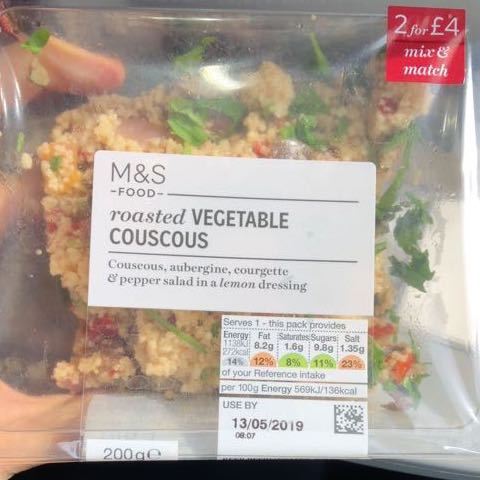 2 for £4
mix &
match
M&S
-FOOD-
roasted VEGETABLE
COUSCOUS
Couscous, aubergine, courgette
& pepper salad in a lemon dressing
Serves 1 - this pack provides
Energy Fat Saturates Sugars Salt
1138kJ 8.2g 1.6g 9.8g 1.35g
272kcal
14% 12% 8% 11% 23%
of your Reference intake
per 100g Energy 569kJ/136kcal
USE BY
13/05/2019
08:07
200g℮